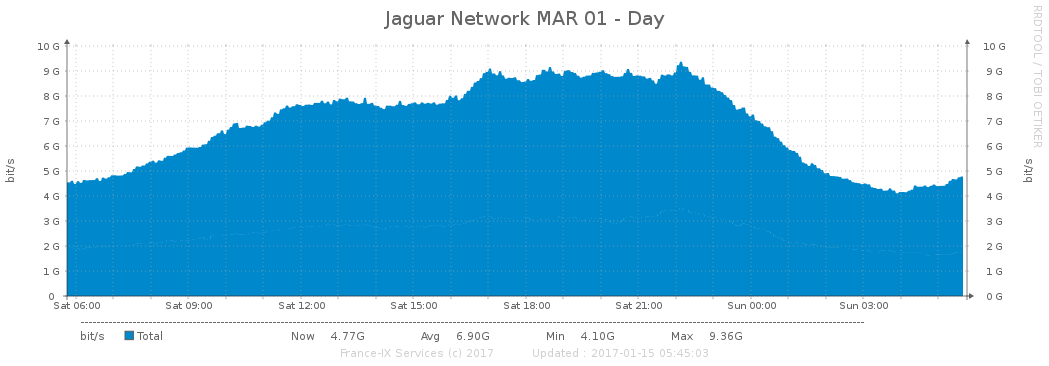 Jaguar Network MAR 01 - Day
RRDTOOL / TOBI OETIKER
bit/s
10 G 10 G
9 G 9 G
8 G 8 G
7 G 7 G
6 G 6 G
5 G 5 G
4 G 4 G
3 G 3 G
2 G 2 G
1 G 1 G
0 0 G
bit/s
Sat 06:00 Sat 09:00 Sat 12:00 Sat 15:00 Sat 18:00 Sat 21:00 Sun 00:00 Sun 03:00
bit/s Total Now 4.77G Avg 6.90G Min 4.10G Max 9.36G
France-IX Services (c) 2017 Updated : 2017-01-15 05:45:03